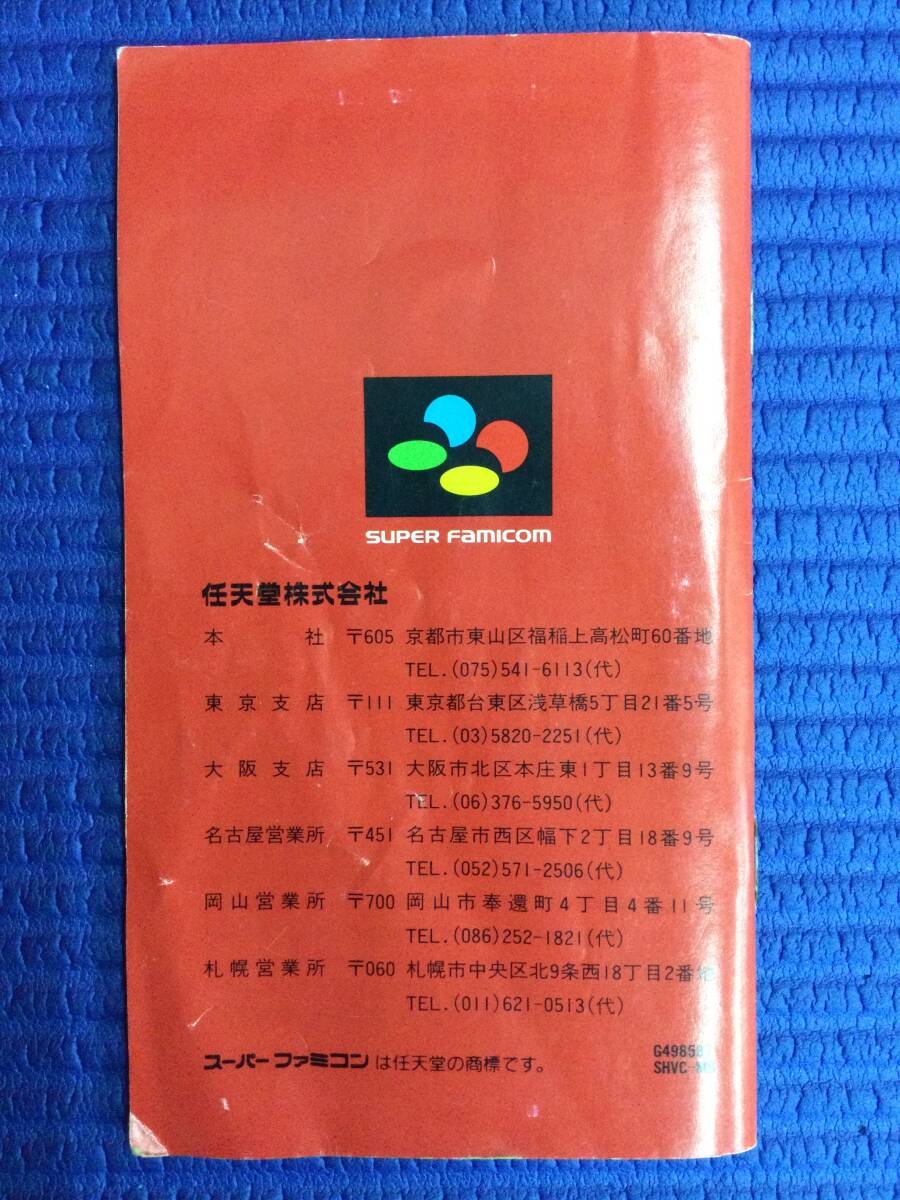 SUPER FAMICOM
任天堂株式会社
本 社 〒605 京都市東山区福稲上高松町60番地
TEL.(075)541-6113(代)
東京支店 〒111 東京都台東区浅草橋5丁目21番5号
TEL.(03)5820-2251(代)
大阪支店 〒531 大阪市北区本庄東1丁目13番9号
TEL.(06)376-5950(代)
名古屋営業所 〒451 名古屋市西区幅下2丁目18番9号
TEL.(052)571-2506(代)
岡山営業所 〒700 岡山市奉還町4丁目4番11号
TEL.(086)252-1821(代)
札幌営業所 〒060 札幌市中央区北9条西18丁目2番地
TEL.(011)621-0513(代)
スーパーファミコンは任天堂の商標です。